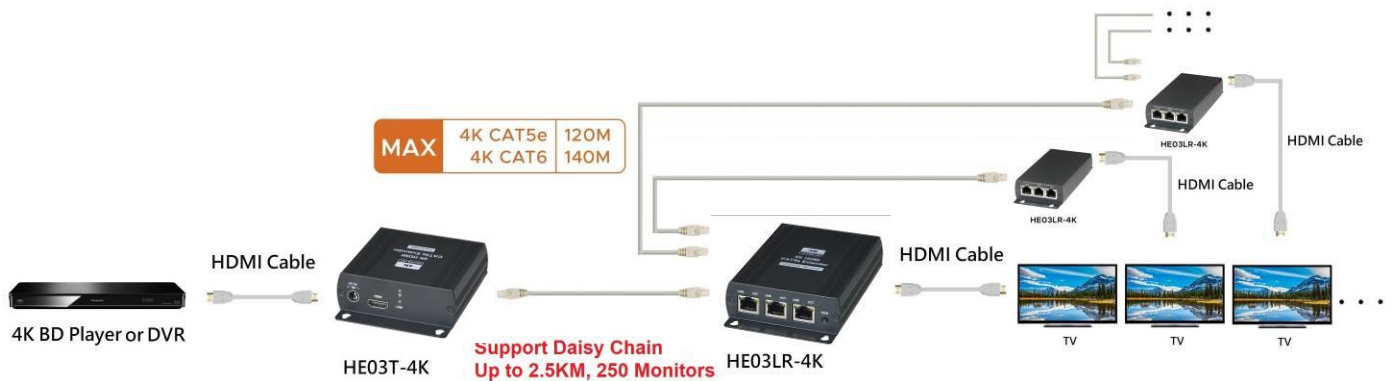 MAX
4K CAT5e 120M
4K CAT6 140M
HE03LR-4K
HDMI Cable
HDMI Cable
HE03LR-4K
HDMI Cable
HDMI Cable
4K BD Player or DVR
HE03T-4K
Support Daisy Chain
Up to 2.5KM, 250 Monitors
HE03LR-4K
TV
TV
TV